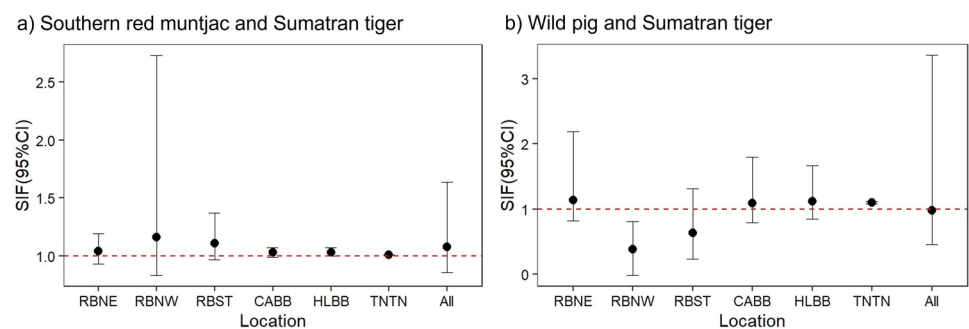 a) Southern red muntjac and Sumatran tiger
SIF(95%CI)
2.5
2.0
1.5
1.0
RBNE RBNW RBST CABB HLBB TNTN All
Location
b) Wild pig and Sumatran tiger
SIF(95%CI)
3
2
1
0
RBNE RBNW RBST CABB HLBB TNTN All
Location